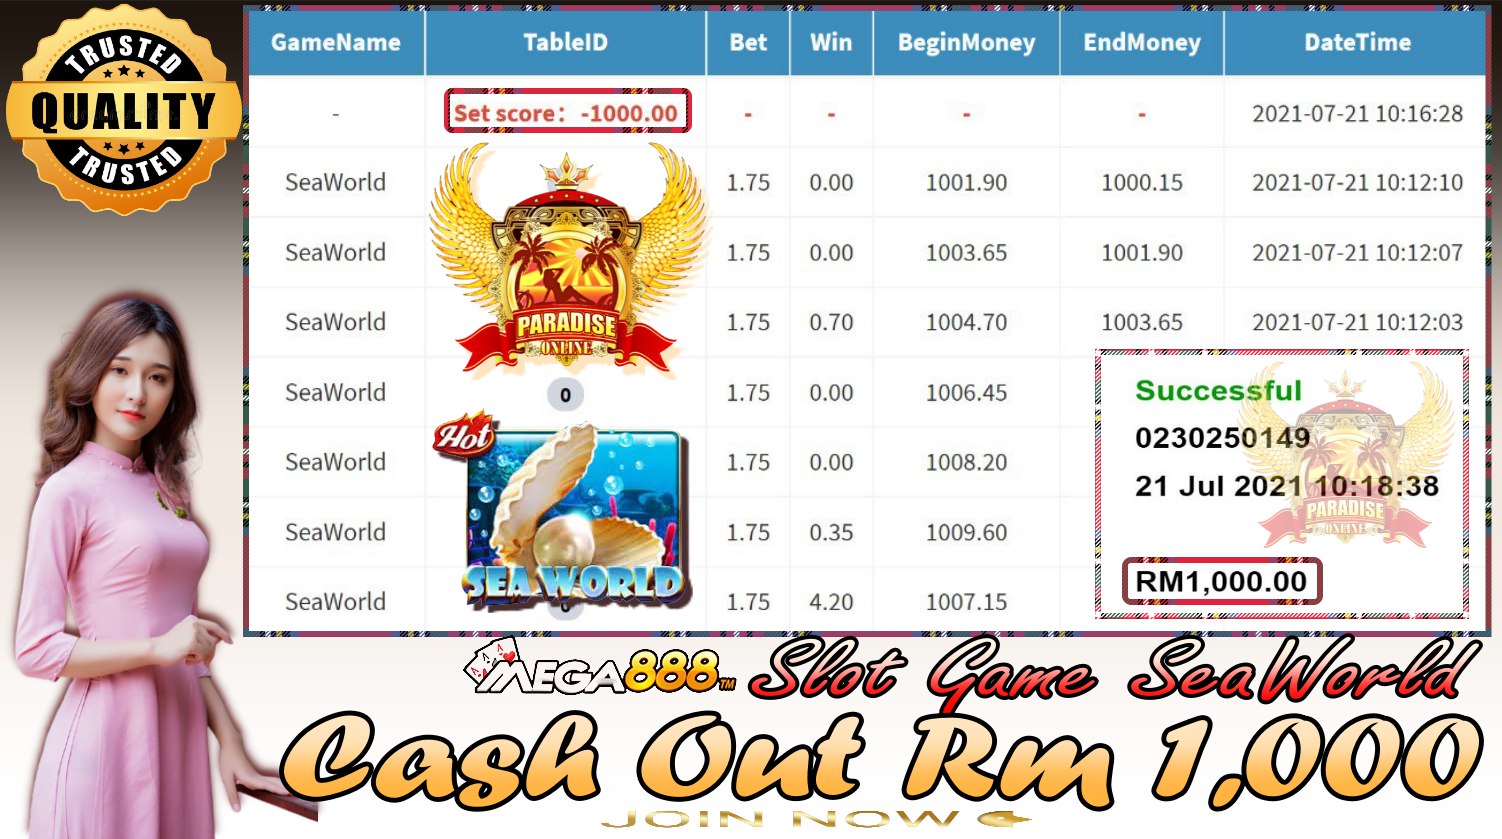 TRUSTED
QUALITY
TRUSTED
GameName TableID Bet Win BeginMoney EndMoney DateTime
- Set score: -1000.00 - - - - 2021-07-21 10:16:28
SeaWorld 1.75 0.00 1001.90 1000.15 2021-07-21 10:12:10
SeaWorld 1.75 0.00 1003.65 1001.90 2021-07-21 10:12:07
SeaWorld 1.75 0.70 1004.70 1003.65 2021-07-21 10:12:03
PARADISE
ONLINE
SeaWorld 0 1.75 0.00 1006.45
SeaWorld 1.75 0.00 1008.20
SeaWorld 1.75 0.35 1009.60
SeaWorld 1.75 4.20 1007.15
Hot
SEA WORLD
Successful
0230250149
21 Jul 2021 10:18:38
PARADISE
ONLINE
RM1,000.00
MEGA888™ Slot Game SeaWorld
Cash Out Rm 1,000
JOIN NOW